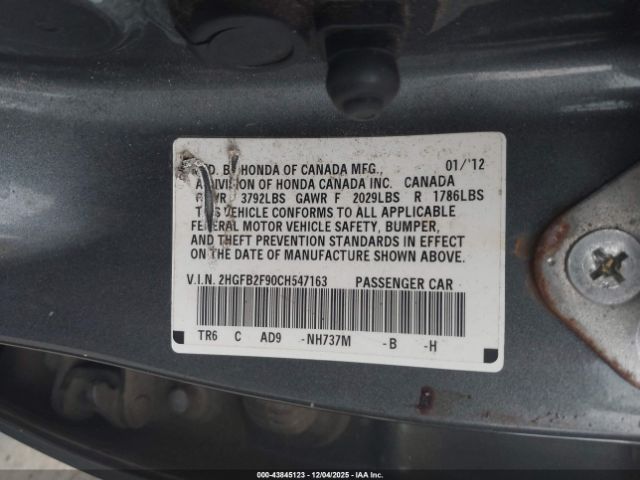 MFD. BY HONDA OF CANADA MFG., 01/'12
A DIVISION OF HONDA CANADA INC. CANADA
GVWR 3792LBS GAWR F 2029LBS R 1786LBS
THIS VEHICLE CONFORMS TO ALL APPLICABLE
FEDERAL MOTOR VEHICLE SAFETY, BUMPER,
AND THEFT PREVENTION STANDARDS IN EFFECT
ON THE DATE OF MANUFACTURE SHOWN ABOVE.
V.I.N. 2HGFB2F90CH547163 PASSENGER CAR
TR6 C AD9 -NH737M -B -H
000-43845123 - 12/04/2025 - IAA Inc.